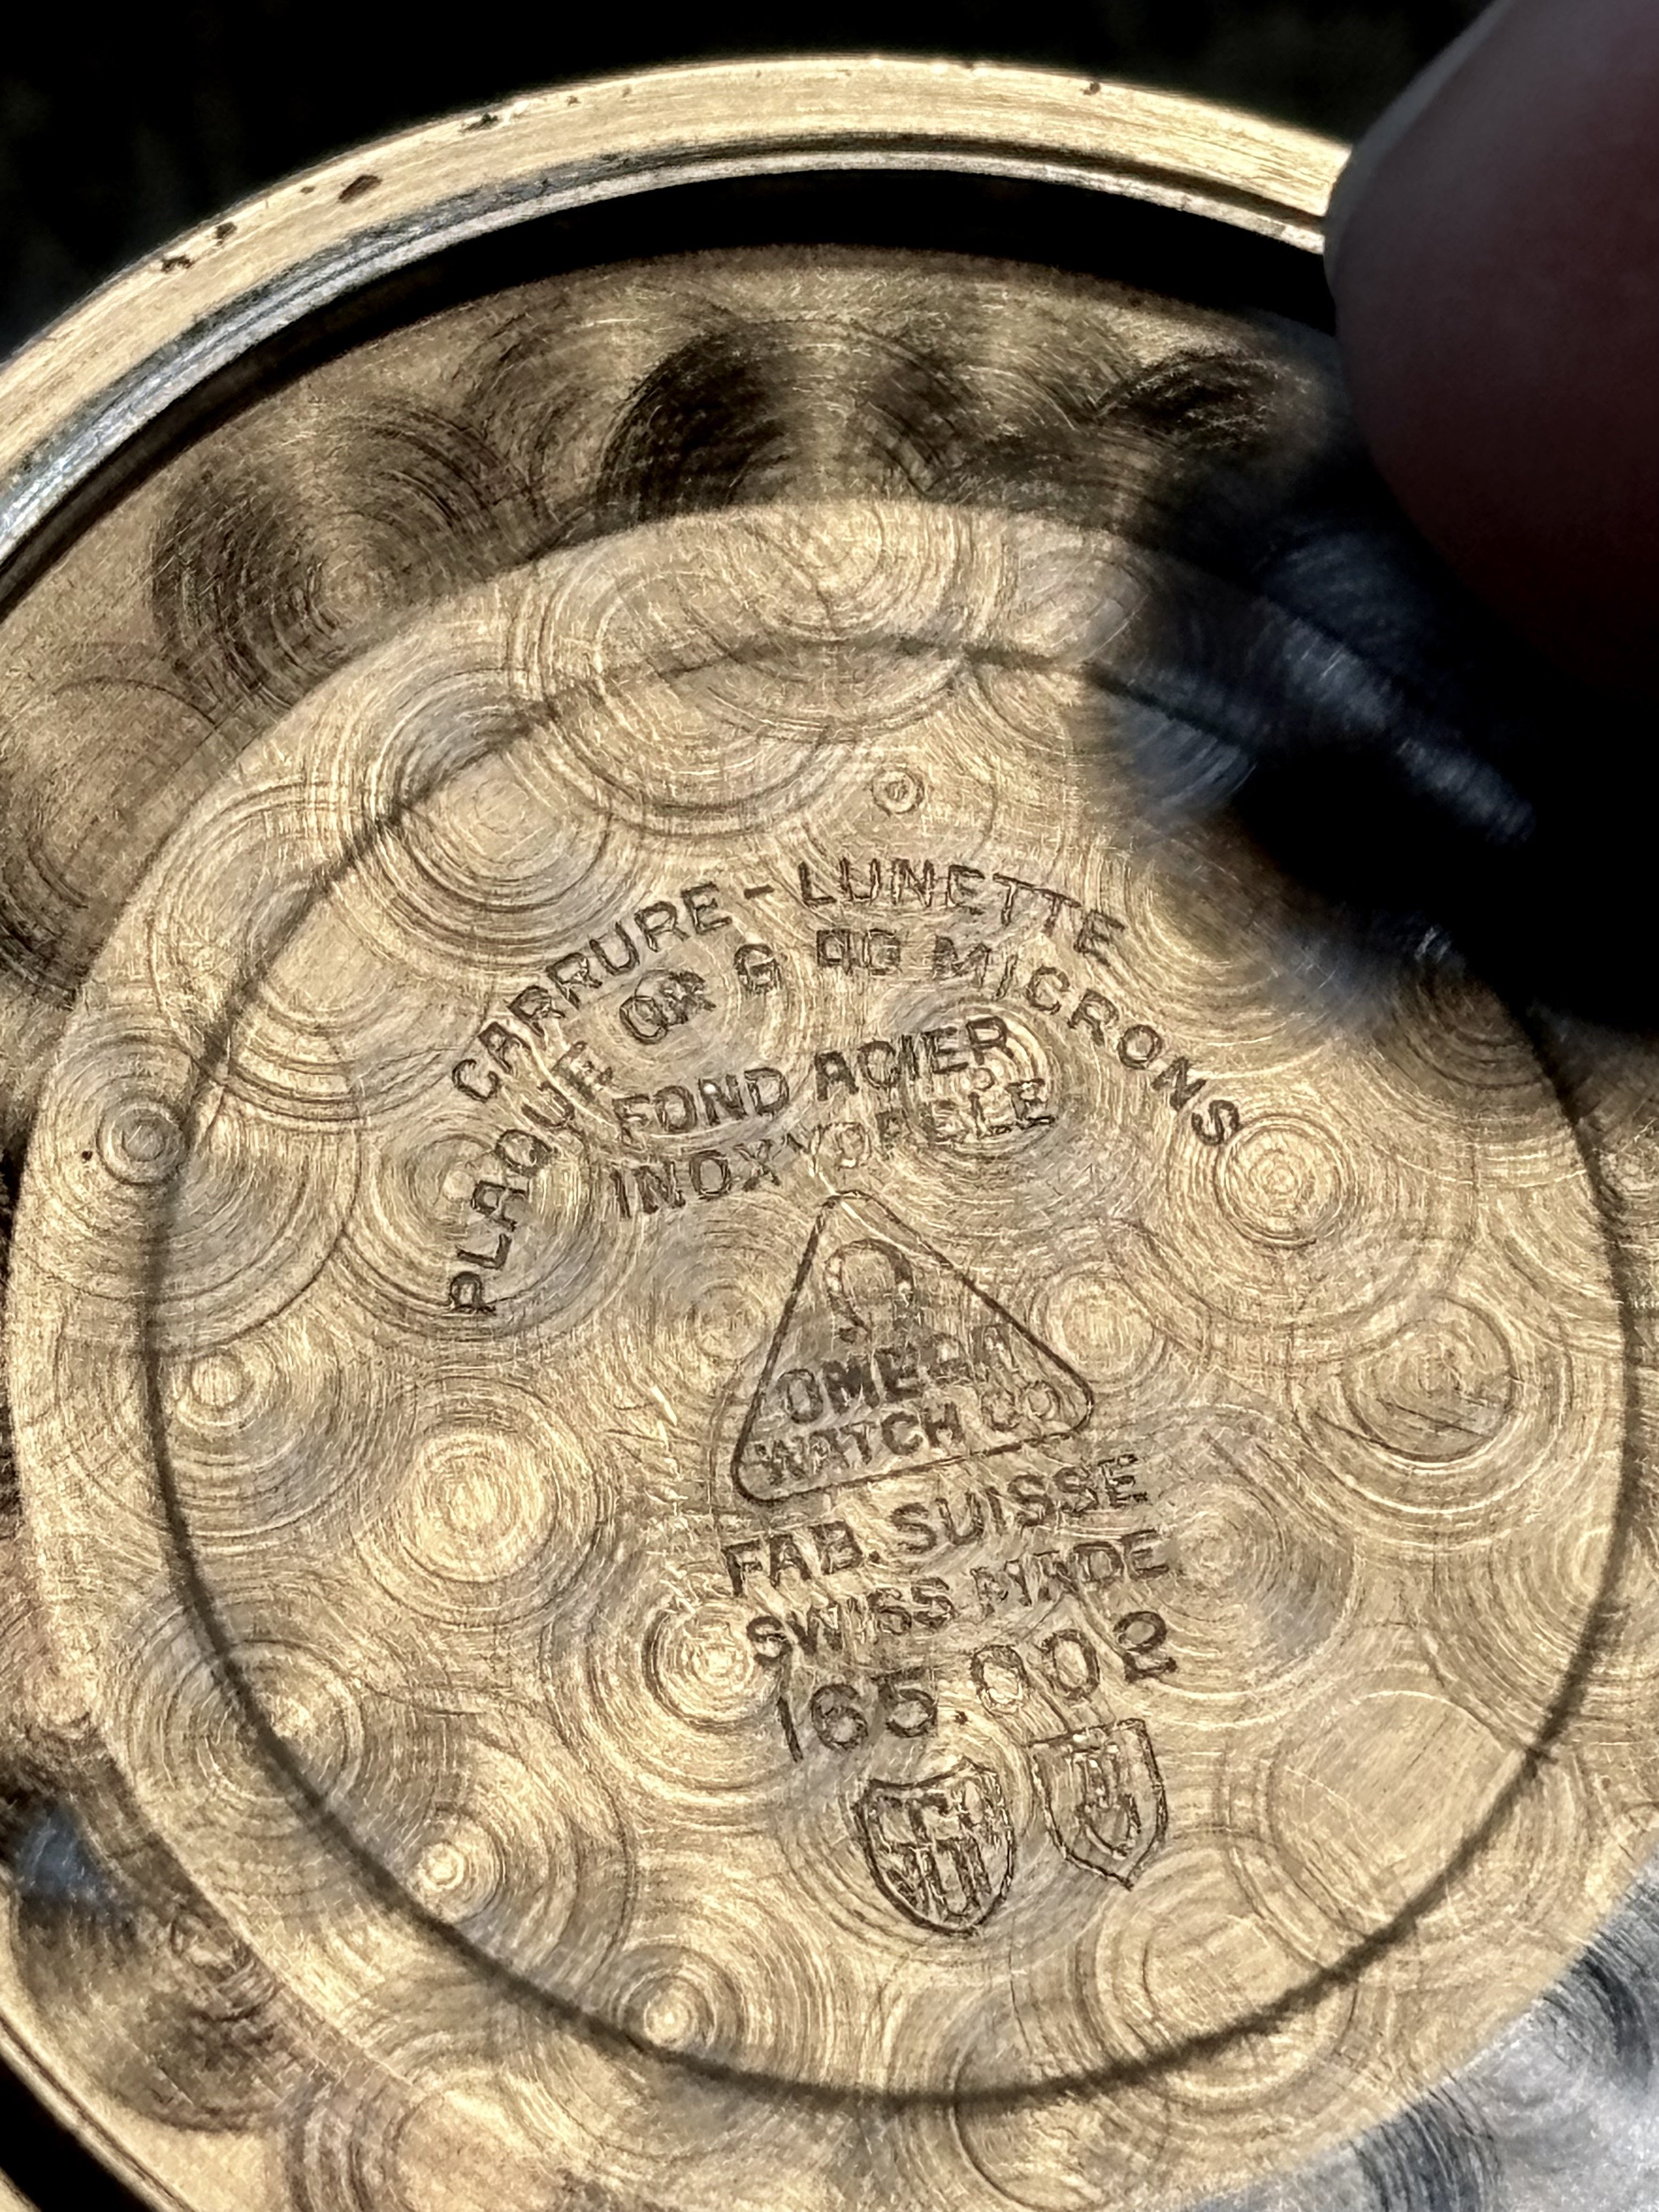 CARRURE - LUNETTE
PLAQUE OR G 40 MICRONS
FOND ACIER
INOXYDABLE
Ω
OMEGA
WATCH CO
FAB. SUISSE
SWISS MADE
165.002